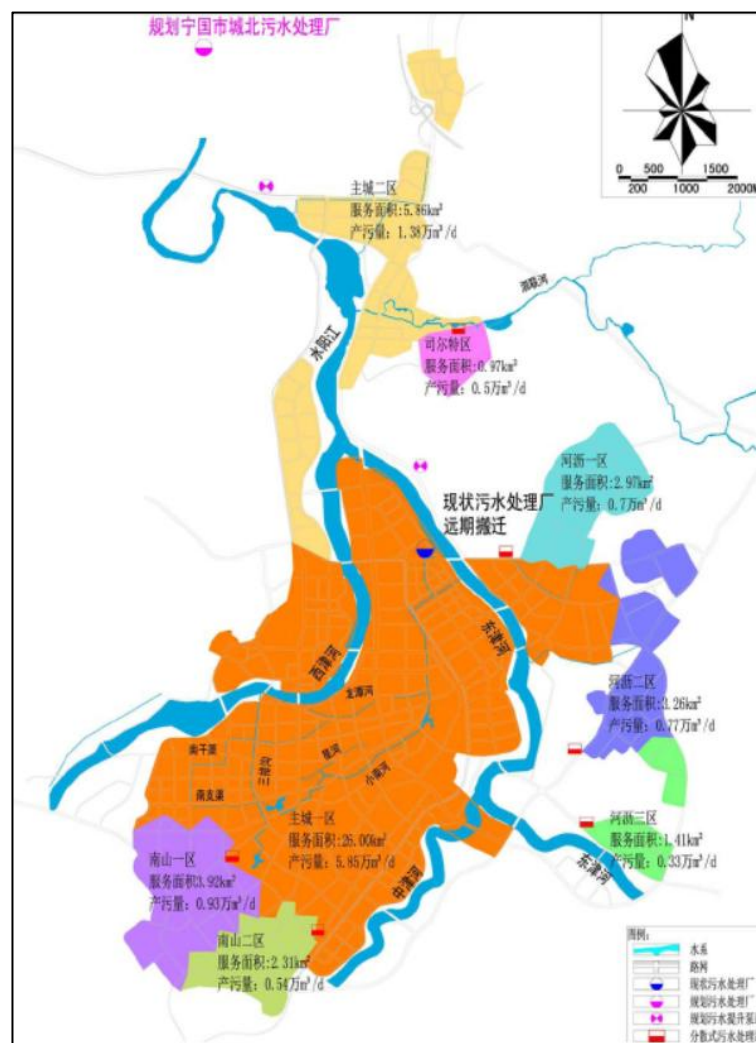 规划宁国市城北污水处理厂
N
0 500 1500
200 1000 2000m
主城二区
服务面积:5.86km²
产污量: 1.38万m³/d
泗联河
水阳江
司尔特区
服务面积:0.97km²
产污量:0.5万m³/d
河沥一区
服务面积:2.97km²
产污量:0.7万m³/d
现状污水处理厂
远期搬迁
东津河
西津河
龙潭河
河沥二区
服务面积:3.26km²
产污量:0.77万m³/d
南干渠
小南河
南支渠
主城一区
服务面积:26.00km²
产污量: 5.85万m³/d
河沥三区
服务面积:1.41km²
产污量:0.33万m³/d
南山一区
服务面积3.92km²
产污量: 0.93万m³/d
中津河
东津河
南山二区
服务面积:2.31km²
产污量:0.54万m³/d
图例:
水系
路网
现状污水处理厂
规划污水处理厂
规划污水提升泵
分散式污水处理